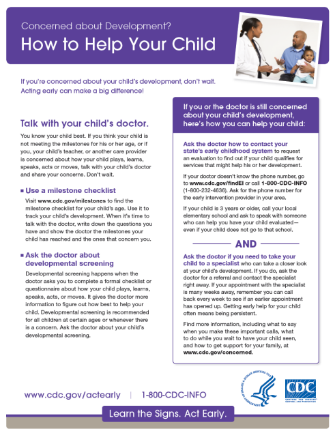 Concerned about Development?
How to Help Your Child
If you're concerned about your child's development, don't wait.
Acting early can make a big difference!
Talk with your child's doctor.
You know your child best. If you think your child is
not meeting the milestones for his or her age, or if
you, your child's teacher, or another care provider
is concerned about how your child plays, learns,
speaks, acts or moves, talk with your child's doctor
and share your concerns. Don't wait.
■ Use a milestone checklist
Visit www.cdc.gov/milestones to find the
milestone checklist for your child's age. Use it to
track your child's development. When it's time to
talk with the doctor, write down the questions you
have and show the doctor the milestones your
child has reached and the ones that concern you.
■ Ask the doctor about
developmental screening
Developmental screening happens when the
doctor asks you to complete a formal checklist or
questionnaire about how your child plays, learns,
speaks, acts, or moves. It gives the doctor more
information to figure out how best to help your
child. Developmental screening is recommended
for all children at certain ages or whenever there
is a concern. Ask the doctor about your child's
developmental screening.
If you or the doctor is still concerned
about your child's development,
here's how you can help your child:
Ask the doctor how to contact your
state's early childhood system to request
an evaluation to find out if your child qualifies for
services that might help his or her development.
If your doctor doesn't know the phone number, go
to www.cdc.gov/findEI or call 1-800-CDC-INFO
(1-800-232-4636). Ask for the phone number for
the early intervention provider in your area.
If your child is 3 years or older, call your local
elementary school and ask to speak with someone
who can help you have your child evaluated—
even if your child does not go to that school.
AND
Ask the doctor if you need to take your
child to a specialist who can take a closer look
at your child's development. If you do, ask the
doctor for a referral and contact the specialist
right away. If your appointment with the specialist
is many weeks away, remember you can call
back every week to see if an earlier appointment
has opened up. Getting early help for your child
often means being persistent.
Find more information, including what to say
when you make these important calls, what
to do while you wait to have your child seen,
and how to get support for your family, at
www.cdc.gov/concerned.
www.cdc.gov/actearly | 1-800-CDC-INFO
CDC
Learn the Signs. Act Early.